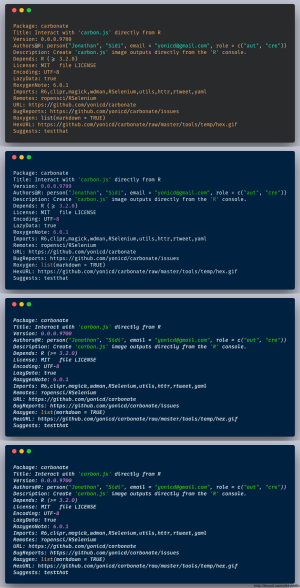 Package: carbonate
Title: Interact with 'carbon.js' directly from R
Version: 0.0.0.9700
Authors@R: person("Jonathan", "Sidi", email = "yonicd@gmail.com", role = c("aut", "cre"))
Description: Create 'carbon.js' image outputs directly from the 'R' console.
Depends: R (≥ 3.2.0)
License: MIT   file LICENSE
Encoding: UTF-8
LazyData: true
RoxygenNote: 6.0.1
Imports: R6,clipr,magick,wdman,RSelenium,utils,httr,rtweet,yaml
Remotes: ropensci/RSelenium
URL: https://github.com/yonicd/carbonate
BugReports: https://github.com/yonicd/carbonate/issues
Roxygen: list(markdown = TRUE)
HexURL: https://github.com/yonicd/carbonate/raw/master/tools/temp/hex.gif
Suggests: testthat
Package: carbonate
Title: Interact with 'carbon.js' directly from R
Version: 0.0.0.9700
Authors@R: person("Jonathan", "Sidi", email = "yonicd@gmail.com", role = c("aut", "cre"))
Description: Create 'carbon.js' image outputs directly from the 'R' console.
Depends: R (≥ 3.2.0)
License: MIT   file LICENSE
Encoding: UTF-8
LazyData: true
RoxygenNote: 6.0.1
Imports: R6,clipr,magick,wdman,RSelenium,utils,httr,rtweet,yaml
Remotes: ropensci/RSelenium
URL: https://github.com/yonicd/carbonate
BugReports: https://github.com/yonicd/carbonate/issues
Roxygen: list(markdown = TRUE)
HexURL: https://github.com/yonicd/carbonate/raw/master/tools/temp/hex.gif
Suggests: testthat
Package: carbonate
Title: Interact with 'carbon.js' directly from R
Version: 0.0.0.9700
Authors@R: person("Jonathan", "Sidi", email = "yonicd@gmail.com", role = c("aut", "cre"))
Description: Create 'carbon.js' image outputs directly from the 'R' console.
Depends: R (>= 3.2.0)
License: MIT   file LICENSE
Encoding: UTF-8
LazyData: true
RoxygenNote: 6.0.1
Imports: R6,clipr,magick,wdman,RSelenium,utils,httr,rtweet,yaml
Remotes: ropensci/RSelenium
URL: https://github.com/yonicd/carbonate
BugReports: https://github.com/yonicd/carbonate/issues
Roxygen: list(markdown = TRUE)
HexURL: https://github.com/yonicd/carbonate/raw/master/tools/temp/hex.gif
Suggests: testthat
Package: carbonate
Title: Interact with 'carbon.js' directly from R
Version: 0.0.0.9700
Authors@R: person("Jonathan", "Sidi", email = "yonicd@gmail.com", role = c("aut", "cre"))
Description: Create 'carbon.js' image outputs directly from the 'R' console.
Depends: R (>= 3.2.0)
License: MIT   file LICENSE
Encoding: UTF-8
LazyData: true
RoxygenNote: 6.0.1
Imports: R6,clipr,magick,wdman,RSelenium,utils,httr,rtweet,yaml
Remotes: ropensci/RSelenium
URL: https://github.com/yonicd/carbonate
BugReports: https://github.com/yonicd/carbonate/issues
Roxygen: list(markdown = TRUE)
HexURL: https://github.com/yonicd/carbonate/raw/master/tools/temp/hex.gif
Suggests: testthat